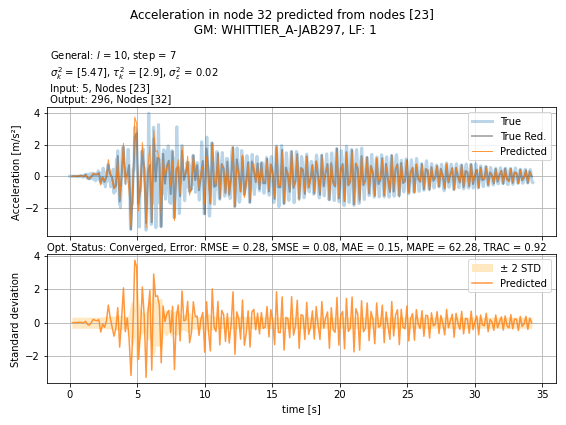 Acceleration in node 32 predicted from nodes [23]
GM: WHITTIER_A-JAB297, LF: 1
General: l = 10, step = 7
σ²ₖ = [5.47], τ²ₖ = [2.9], σ²ε = 0.02
Input: 5, Nodes [23]
Output: 296, Nodes [32]
Acceleration [m/s²]
4
2
0
−2
True
True Red.
Predicted
Opt. Status: Converged, Error: RMSE = 0.28, SMSE = 0.08, MAE = 0.15, MAPE = 62.28, TRAC = 0.92
Standard deviation
4
2
0
−2
± 2 STD
Predicted
0 5 10 15 20 25 30 35
time [s]